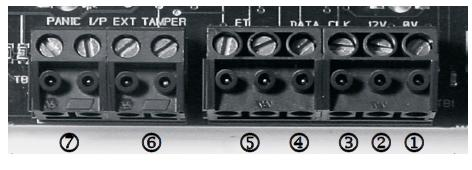 PANIC I/P EXT TAMPER ET DATA CLK 12V 0V
TB1
⑦ ⑥ ⑤ ④ ③ ② ①